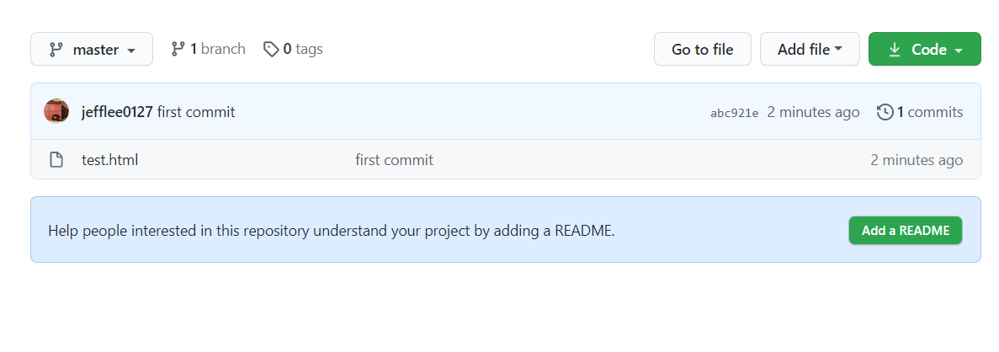 master 1 branch 0 tags Go to file Add file Code
jefflee0127 first commit abc921e 2 minutes ago 1 commits
test.html first commit 2 minutes ago
Help people interested in this repository understand your project by adding a README. Add a README